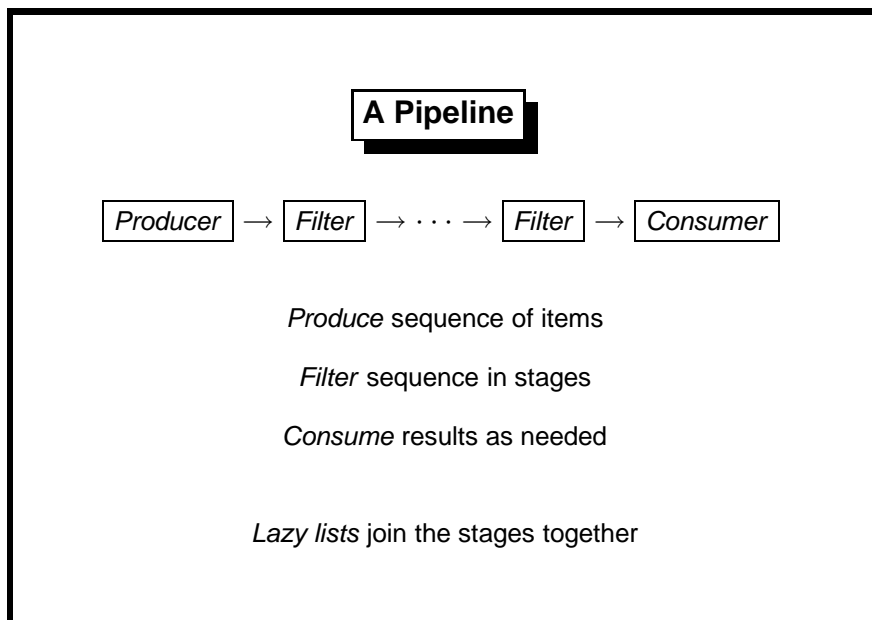 A Pipeline
Producer → Filter → · · · → Filter → Consumer
Produce sequence of items
Filter sequence in stages
Consume results as needed
Lazy lists join the stages together